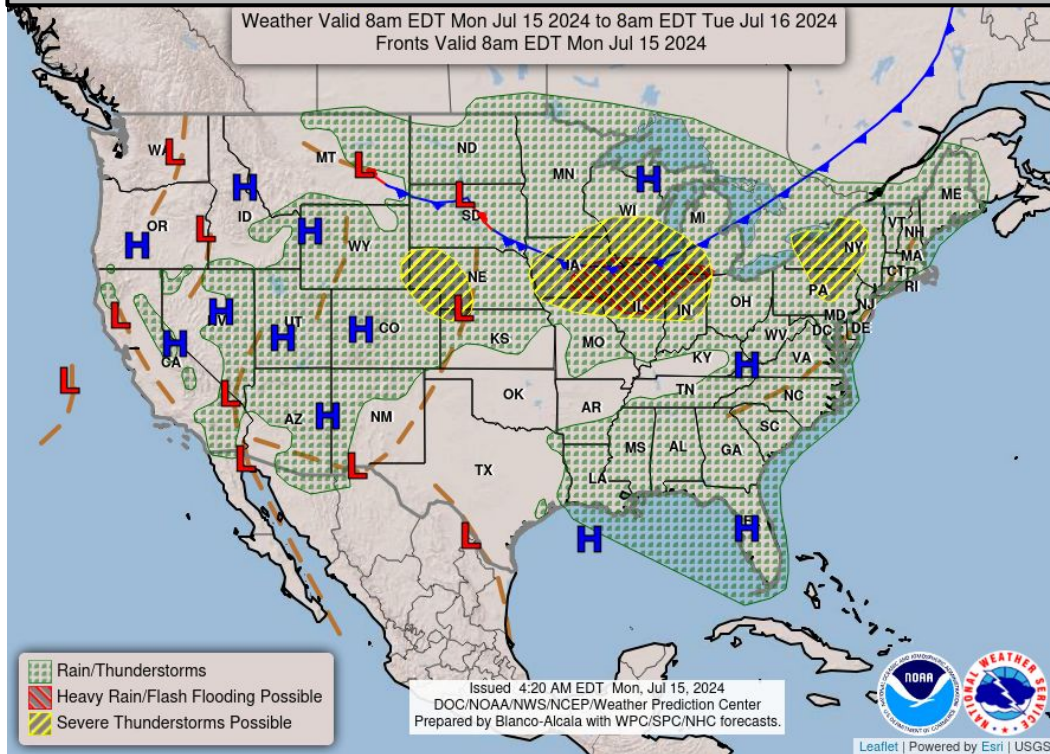 Weather Valid 8am EDT Mon Jul 15 2024 to 8am EDT Tue Jul 16 2024
Fronts Valid 8am EDT Mon Jul 15 2024
WA
L
MT
L
ND
MN
H
ME
OR
H
ID
H
L
H
WY
L
SD
WI
MI
VT
NH
NY
MA
CT
RI
L
H
UT
H
H
CO
NE
L
IA
IL
IN
OH
PA
NJ
MD
DE
DC
WV
VA
H
CA
KS
MO
KY
H
L
L
AZ
H
NM
OK
AR
TN
NC
SC
L
L
TX
LA
MS
AL
GA
L
H
H
Rain/Thunderstorms
Heavy Rain/Flash Flooding Possible
Severe Thunderstorms Possible
Issued 4:20 AM EDT Mon, Jul 15, 2024
DOC/NOAA/NWS/NCEP/Weather Prediction Center
Prepared by Blanco-Alcala with WPC/SPC/NHC forecasts.
NOAA
NATIONAL WEATHER SERVICE
Leaflet | Powered by Esri | USGS